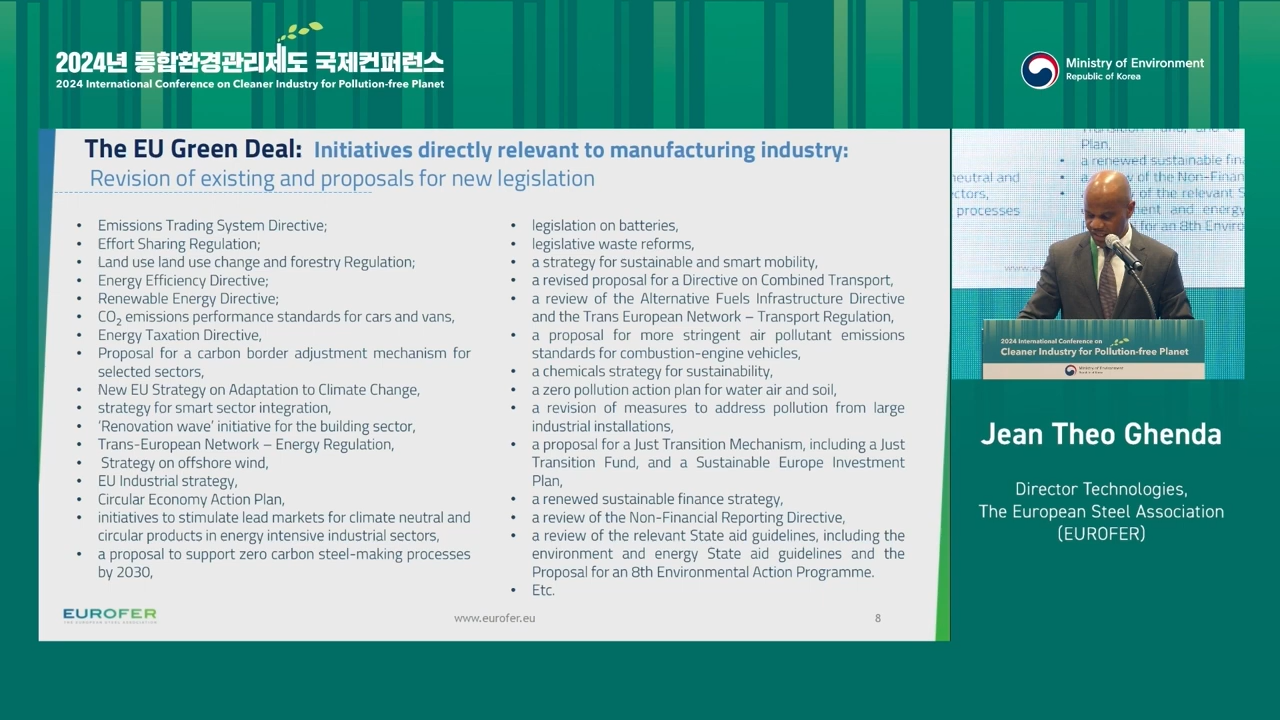 2024년 통합환경관리제도 국제컨퍼런스
2024 International Conference on Cleaner Industry for Pollution-free Planet
Ministry of Environment
Republic of Korea
The EU Green Deal: Initiatives directly relevant to manufacturing industry:
Revision of existing and proposals for new legislation
• Emissions Trading System Directive;
• Effort Sharing Regulation;
• Land use land use change and forestry Regulation;
• Energy Efficiency Directive;
• Renewable Energy Directive;
• CO2 emissions performance standards for cars and vans,
• Energy Taxation Directive,
• Proposal for a carbon border adjustment mechanism for
selected sectors,
• New EU Strategy on Adaptation to Climate Change,
• strategy for smart sector integration,
• ‘Renovation wave’ initiative for the building sector,
• Trans-European Network – Energy Regulation,
• Strategy on offshore wind,
• EU Industrial strategy,
• Circular Economy Action Plan,
• initiatives to stimulate lead markets for climate neutral and
circular products in energy intensive industrial sectors,
• a proposal to support zero carbon steel-making processes
by 2030,
• legislation on batteries,
• legislative waste reforms,
• a strategy for sustainable and smart mobility,
• a revised proposal for a Directive on Combined Transport,
• a review of the Alternative Fuels Infrastructure Directive
and the Trans European Network – Transport Regulation,
• a proposal for more stringent air pollutant emissions
standards for combustion-engine vehicles,
• a chemicals strategy for sustainability,
• a zero pollution action plan for water air and soil,
• a revision of measures to address pollution from large
industrial installations,
• a proposal for a Just Transition Mechanism, including a Just
Transition Fund, and a Sustainable Europe Investment
Plan,
• a renewed sustainable finance strategy,
• a review of the Non-Financial Reporting Directive,
• a review of the relevant State aid guidelines, including the
environment and energy State aid guidelines and the
Proposal for an 8th Environmental Action Programme.
• Etc.
EUROFER
THE EUROPEAN STEEL ASSOCIATION
www.eurofer.eu
8
Plan,
• a renewed sustainable fina
neutral and
ectors,
processes
2024 International Conference on
Cleaner Industry for Pollution-free Planet
Ministry of Environment
Jean Theo Ghenda
Director Technologies,
The European Steel Association
(EUROFER)